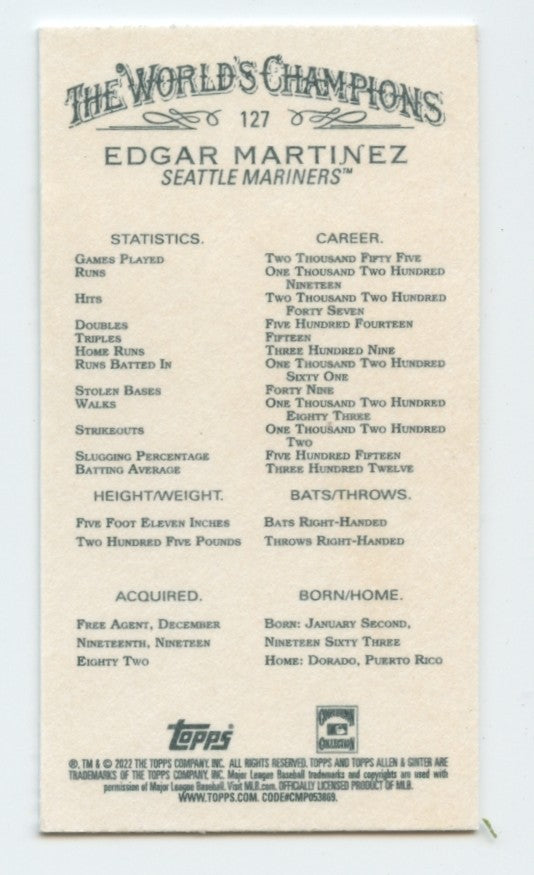 THE WORLD'S CHAMPIONS
127
EDGAR MARTINEZ
SEATTLE MARINERS™
STATISTICS. CAREER.
GAMES PLAYED TWO THOUSAND FIFTY FIVE
RUNS ONE THOUSAND TWO HUNDRED
NINETEEN
HITS TWO THOUSAND TWO HUNDRED
FORTY SEVEN
DOUBLES FIVE HUNDRED FOURTEEN
TRIPLES FIFTEEN
HOME RUNS THREE HUNDRED NINE
RUNS BATTED IN ONE THOUSAND TWO HUNDRED
SIXTY ONE
STOLEN BASES FORTY NINE
WALKS ONE THOUSAND TWO HUNDRED
EIGHTY THREE
STRIKEOUTS ONE THOUSAND TWO HUNDRED
TWO
SLUGGING PERCENTAGE FIVE HUNDRED FIFTEEN
BATTING AVERAGE THREE HUNDRED TWELVE
HEIGHT/WEIGHT. BATS/THROWS.
FIVE FOOT ELEVEN INCHES BATS RIGHT-HANDED
TWO HUNDRED FIVE POUNDS THROWS RIGHT-HANDED
ACQUIRED. BORN/HOME.
FREE AGENT, DECEMBER BORN: JANUARY SECOND,
NINETEENTH, NINETEEN NINETEEN SIXTY THREE
EIGHTY TWO HOME: DORADO, PUERTO RICO
topps COOPERSTOWN
COLLECTION
®, TM & © 2022 THE TOPPS COMPANY, INC. ALL RIGHTS RESERVED. TOPPS AND TOPPS ALLEN & GINTER ARE
TRADEMARKS OF THE TOPPS COMPANY, INC. Major League Baseball trademarks and copyrights are used with
permission of Major League Baseball. Visit MLB.com. OFFICIALLY LICENSED PRODUCT OF MLB.
WWW.TOPPS.COM. CODE#CMP053869.